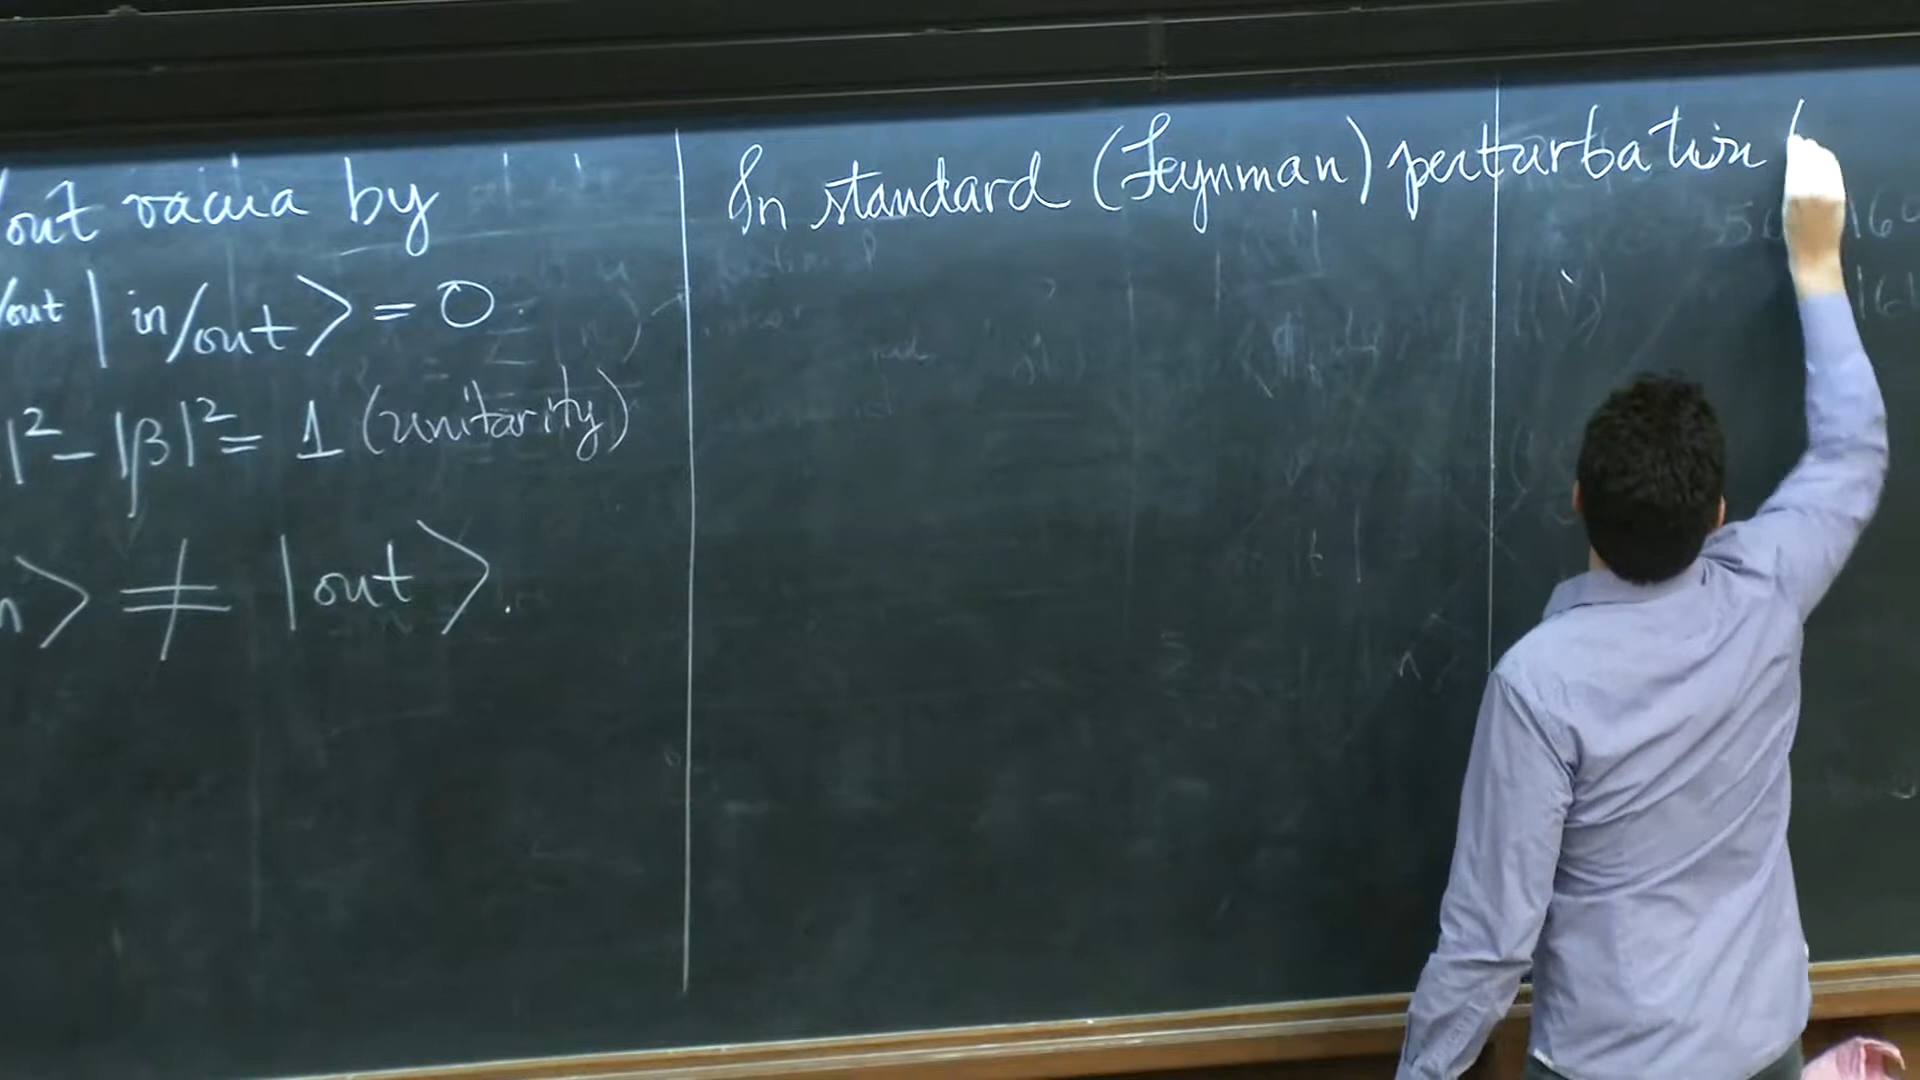 /out vacua by
/out | in/out > = 0.
|² - |β|² = 1 (unitarity)
n> ≠ |out>.
In standard (Feynman) perturbation